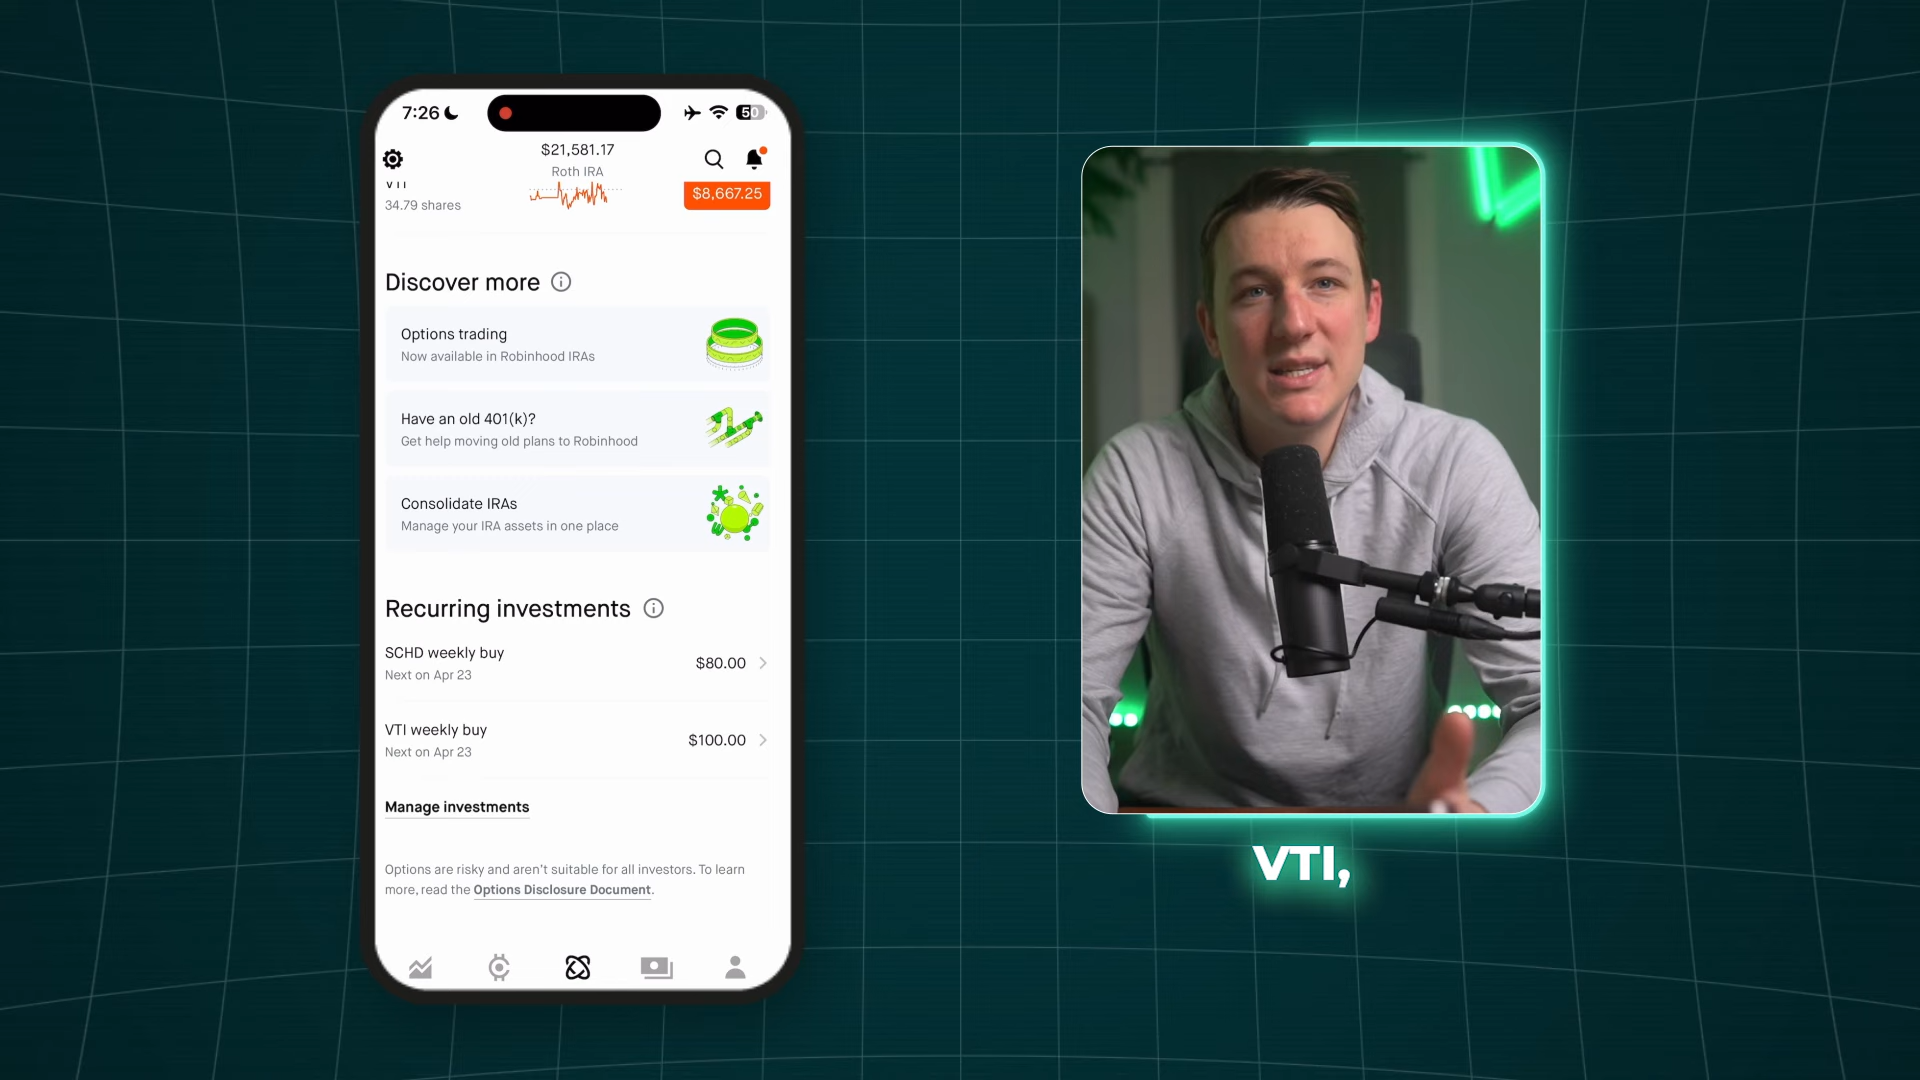 7:26
50
$21,581.17
Roth IRA
VTI
34.79 shares
$8,667.25
Discover more
Options trading
Now available in Robinhood IRAs
Have an old 401(k)?
Get help moving old plans to Robinhood
Consolidate IRAs
Manage your IRA assets in one place
Recurring investments
SCHD weekly buy
$80.00
Next on Apr 23
VTI weekly buy
$100.00
Next on Apr 23
Manage investments
Options are risky and aren't suitable for all investors. To learn
more, read the Options Disclosure Document.
VTI,